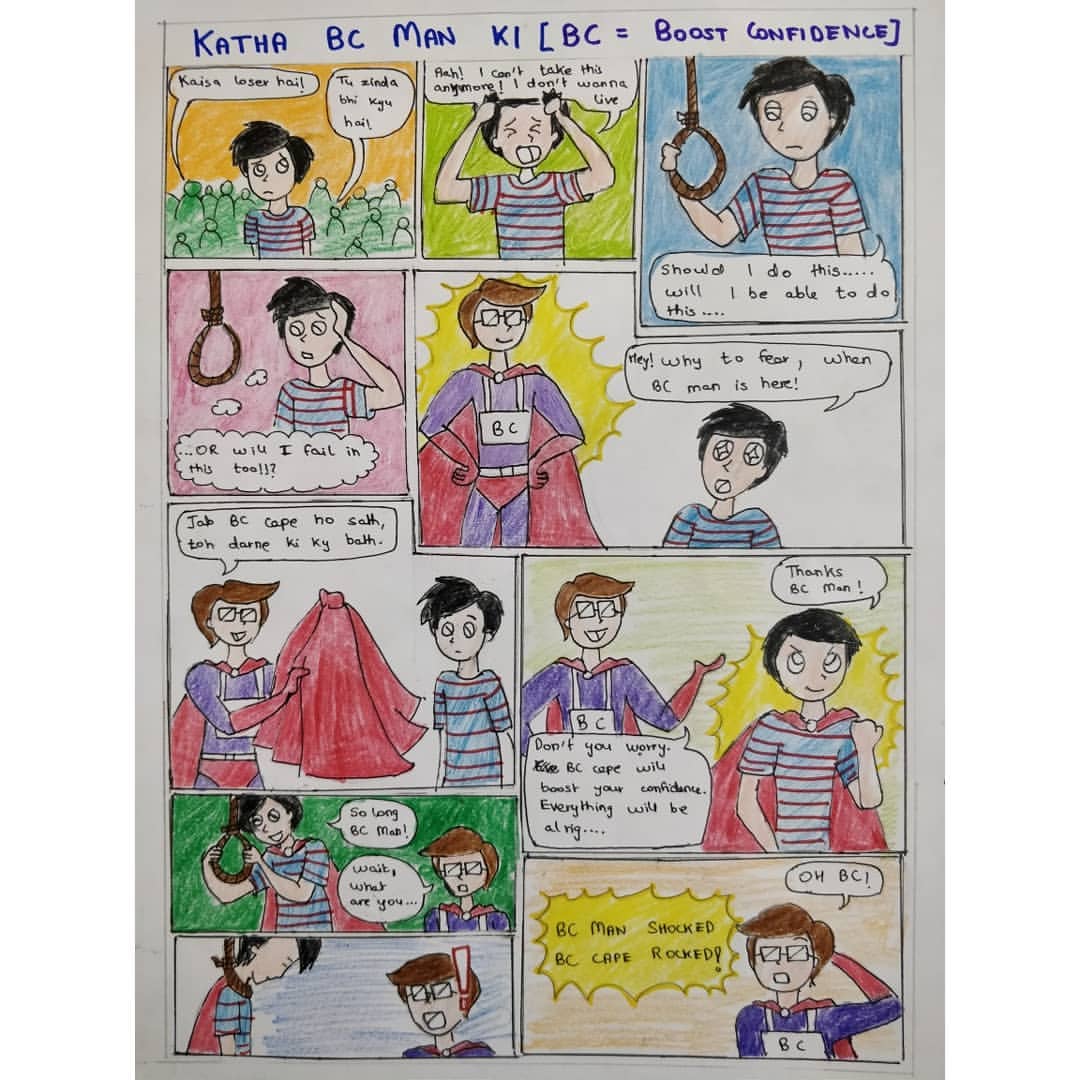 KATHA BC MAN KI [BC = BOOST CONFIDENCE]
Kaisa loser hai!
Tu zinda
bhi kyu
hai!
Aah! I can't take this
anymore! I don't wanna
live
Should I do this.....
will I be able to do
this....
...OR will I fail in
this too!!?
Hey! Why to fear, when
BC man is here!
BC
Jab BC cape ho sath,
toh darne ki ky bath.
Thanks
BC Man!
BC
Don't you worry.
BC cape will
boost your confidence.
Everything will be
alrig....
So long
BC Man!
Wait,
what
are you...
!
OH BC!
BC MAN SHOCKED
BC CAPE ROCKED!
BC